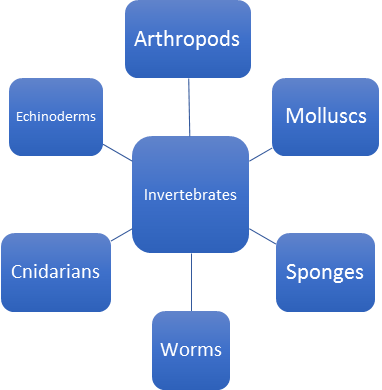 Arthropods
Echinoderms
Molluscs
Invertebrates
Cnidarians
Sponges
Worms